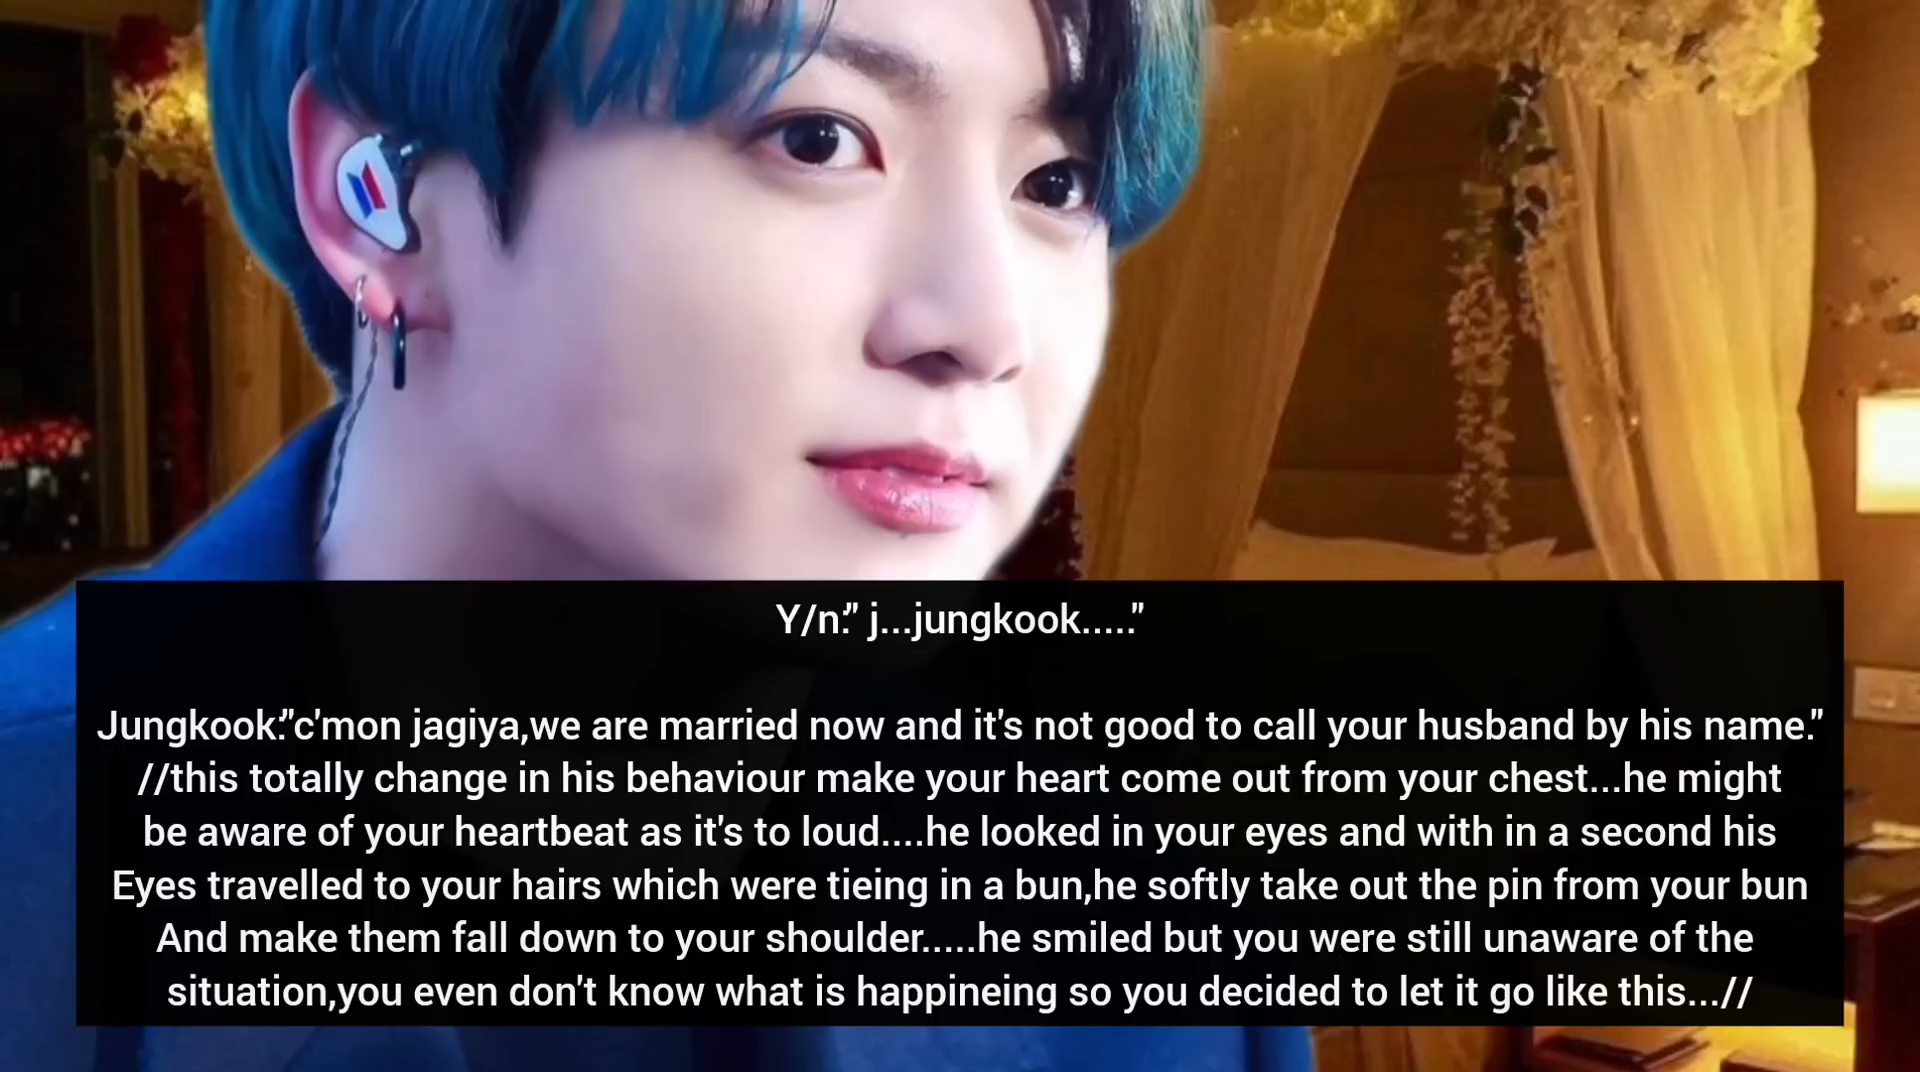 Y/n:" j...jungkook....."
Jungkook:"c'mon jagiya,we are married now and it's not good to call your husband by his name."
//this totally change in his behaviour make your heart come out from your chest...he might
be aware of your heartbeat as it's to loud....he looked in your eyes and with in a second his
Eyes travelled to your hairs which were tieing in a bun,he softly take out the pin from your bun
And make them fall down to your shoulder.....he smiled but you were still unaware of the
situation,you even don't know what is happineing so you decided to let it go like this...//